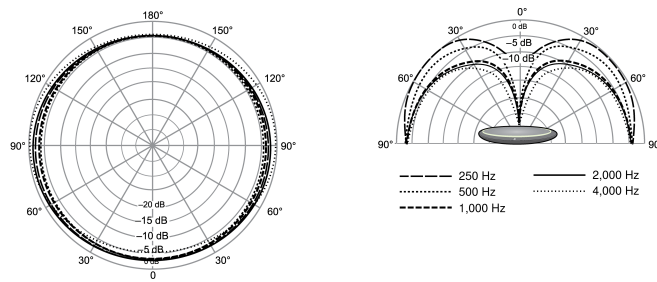 180°
150° 150°
120° 120°
90° 90°
60° 60°
30° 30°
0
-20 dB
-15 dB
-10 dB
-5 dB
0 dB
0°
0 dB
30° 30°
-5 dB
-10 dB
60° 60°
90° 90
250 Hz
500 Hz
1,000 Hz
2,000 Hz
4,000 Hz